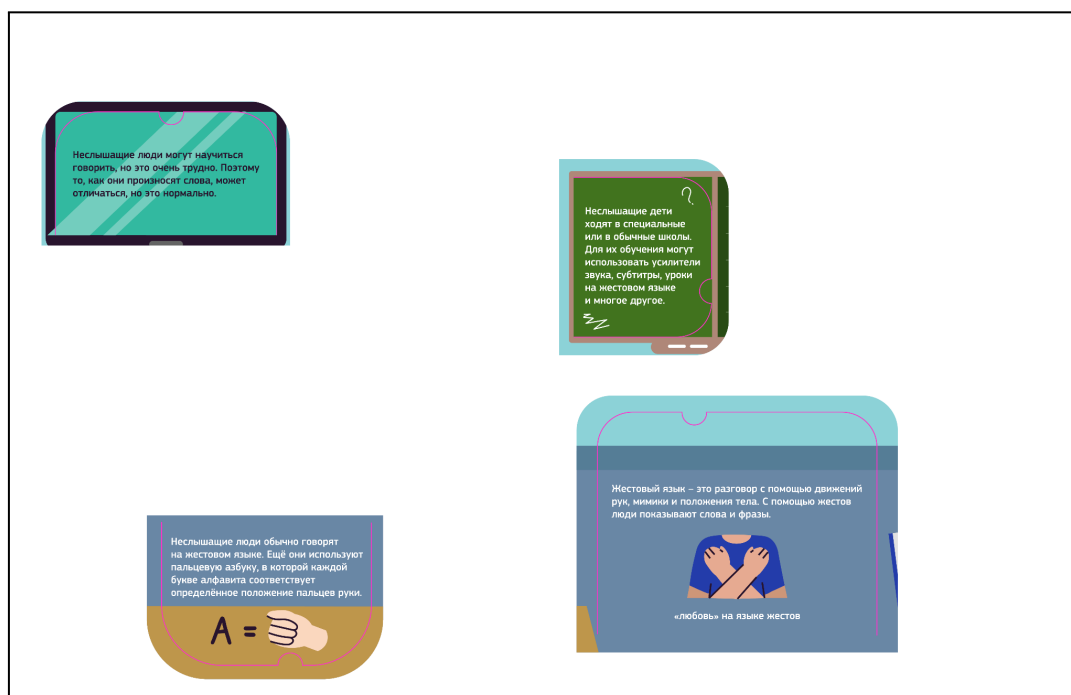 Неслышащие люди могут научиться
говорить, но это очень трудно. Поэтому
то, как они произносят слова, может
отличаться, но это нормально.
Неслышащие дети
ходят в специальные
или в обычные школы.
Для их обучения могут
использовать усилители
звука, субтитры, уроки
на жестовом языке
и многое другое.
Жестовый язык – это разговор с помощью движений
рук, мимики и положения тела. С помощью жестов
люди показывают слова и фразы.
«любовь» на языке жестов
Неслышащие люди обычно говорят
на жестовом языке. Ещё они используют
пальцевую азбуку, в которой каждой
букве алфавита соответствует
определённое положение пальцев руки.
А =